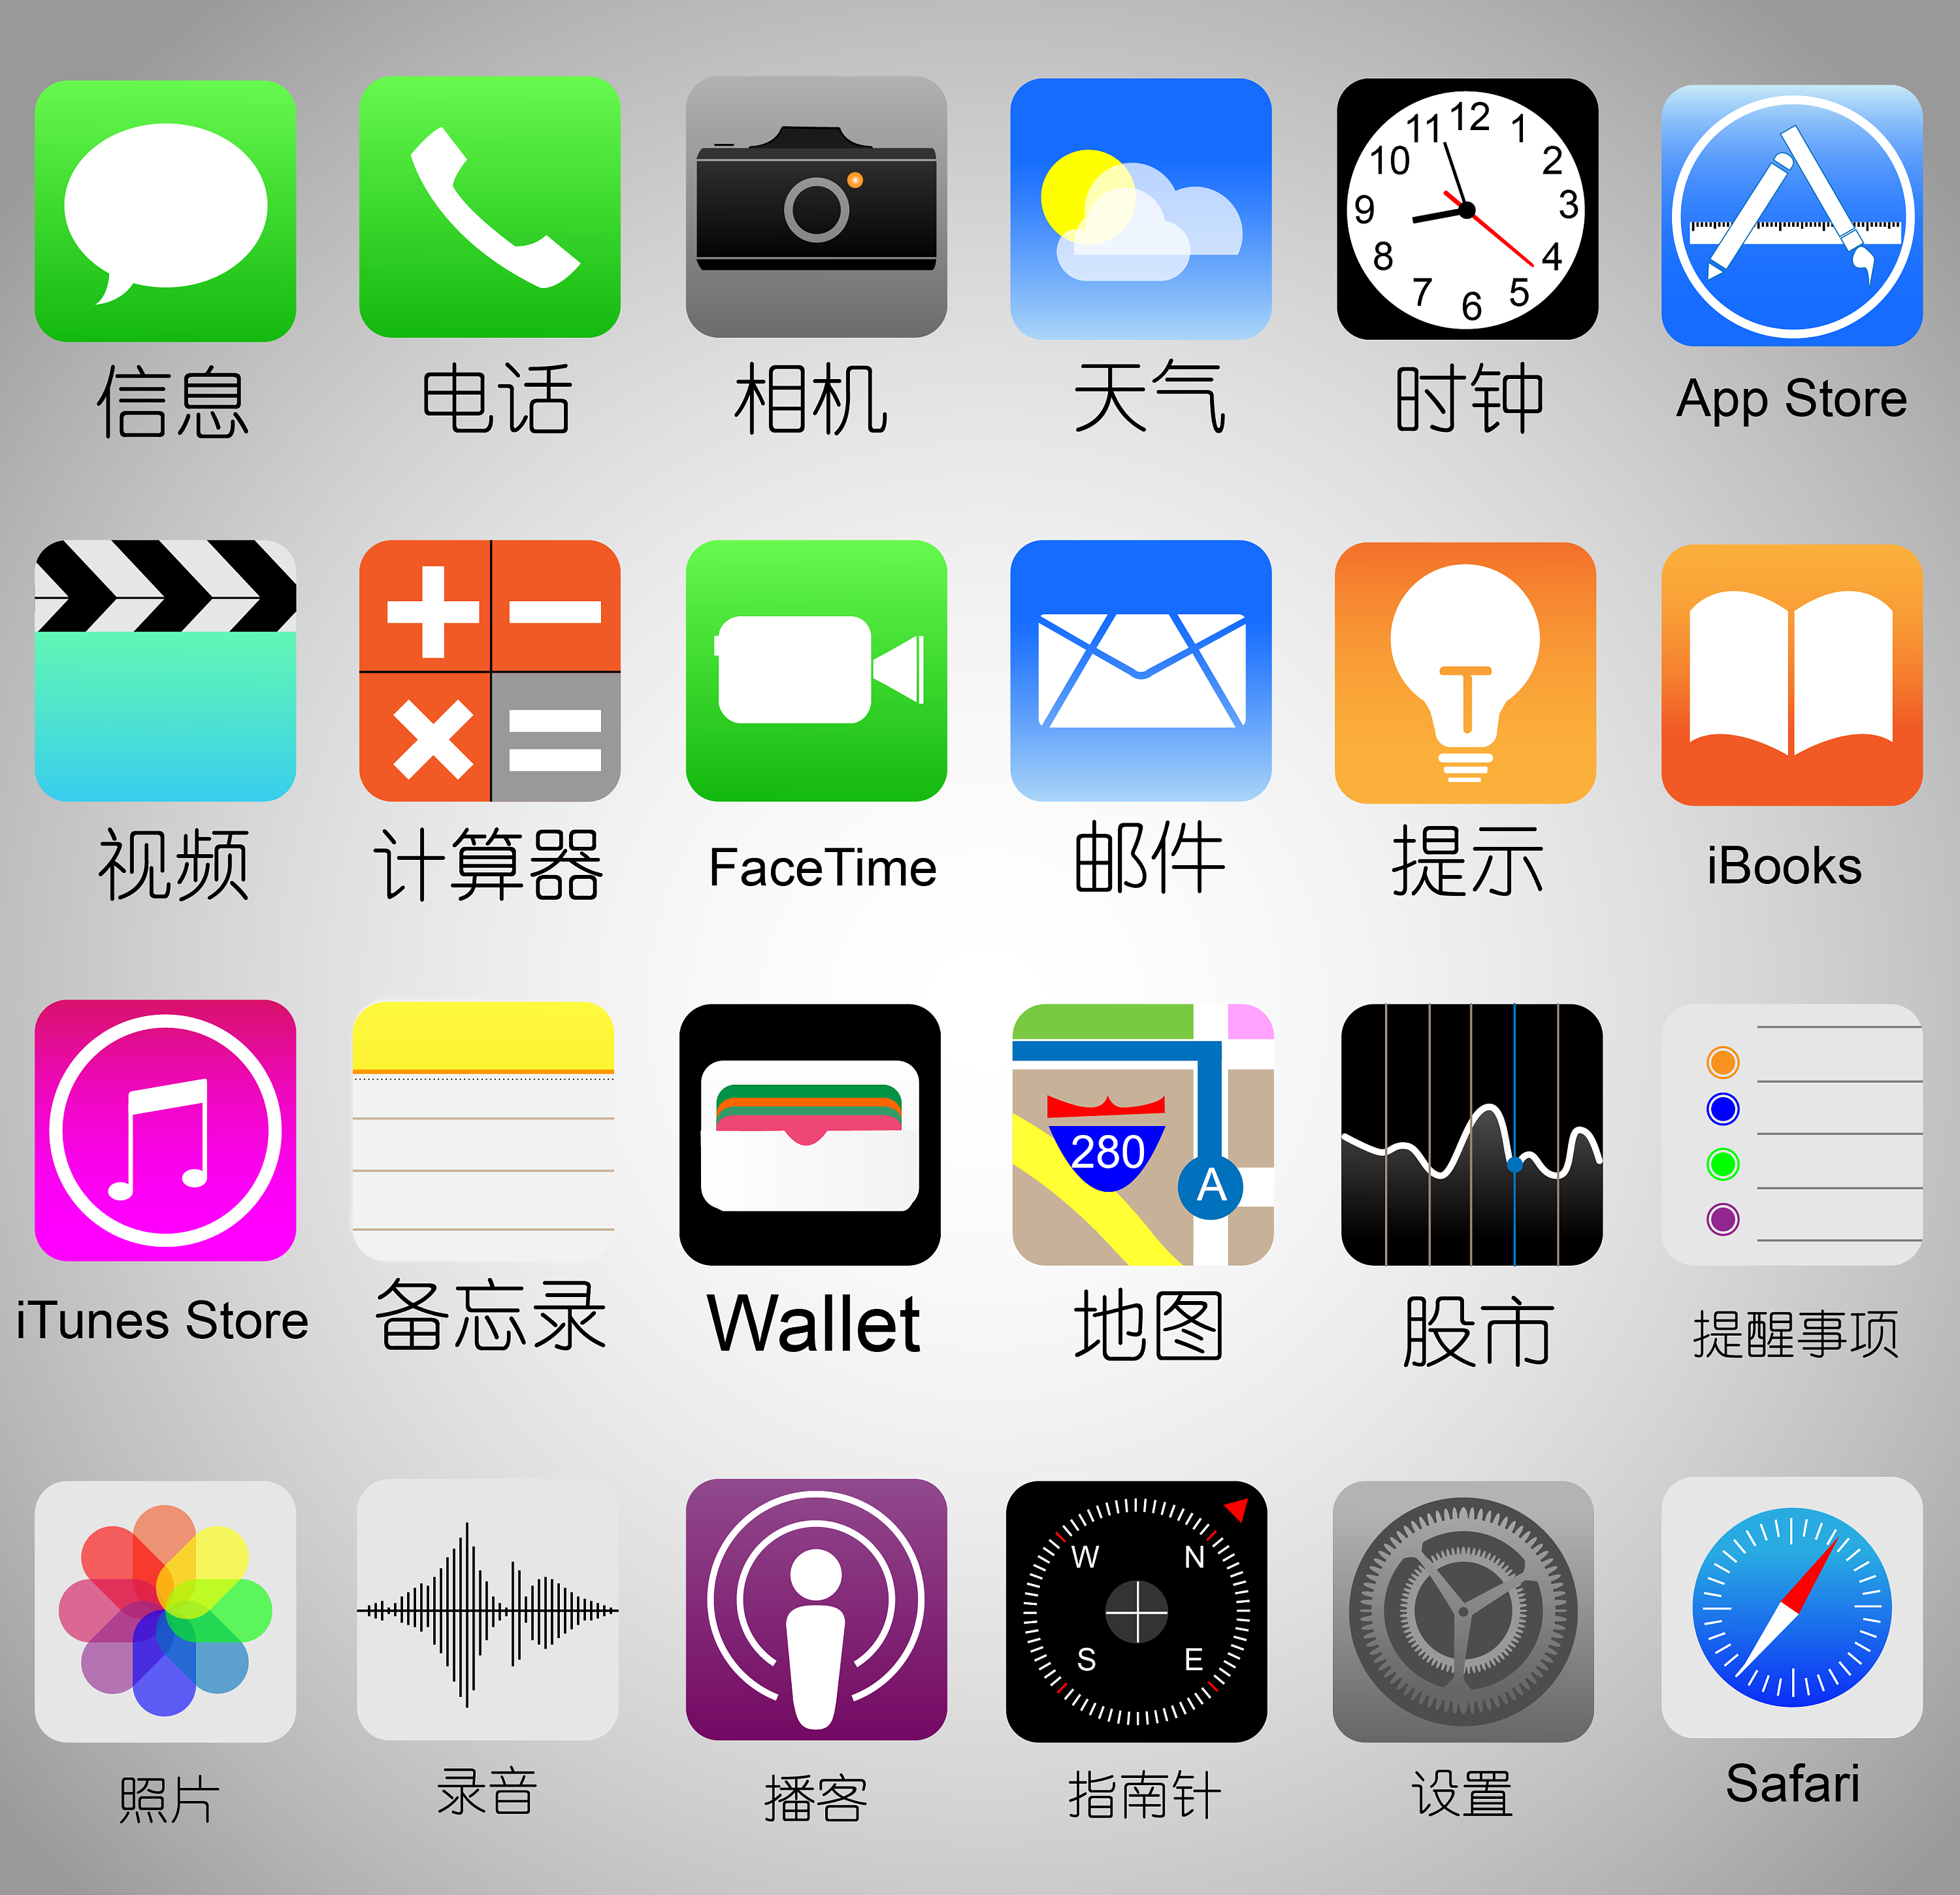 12
11
1
10
2
9
3
8
4
7
5
6
信息
电话
相机
天气
时钟
App Store
视频
计算器
FaceTime
邮件
提示
iBooks
280
A
iTunes Store
备忘录
Wallet
地图
股市
提醒事项
W
N
S
E
照片
录音
播客
指南针
设置
Safari